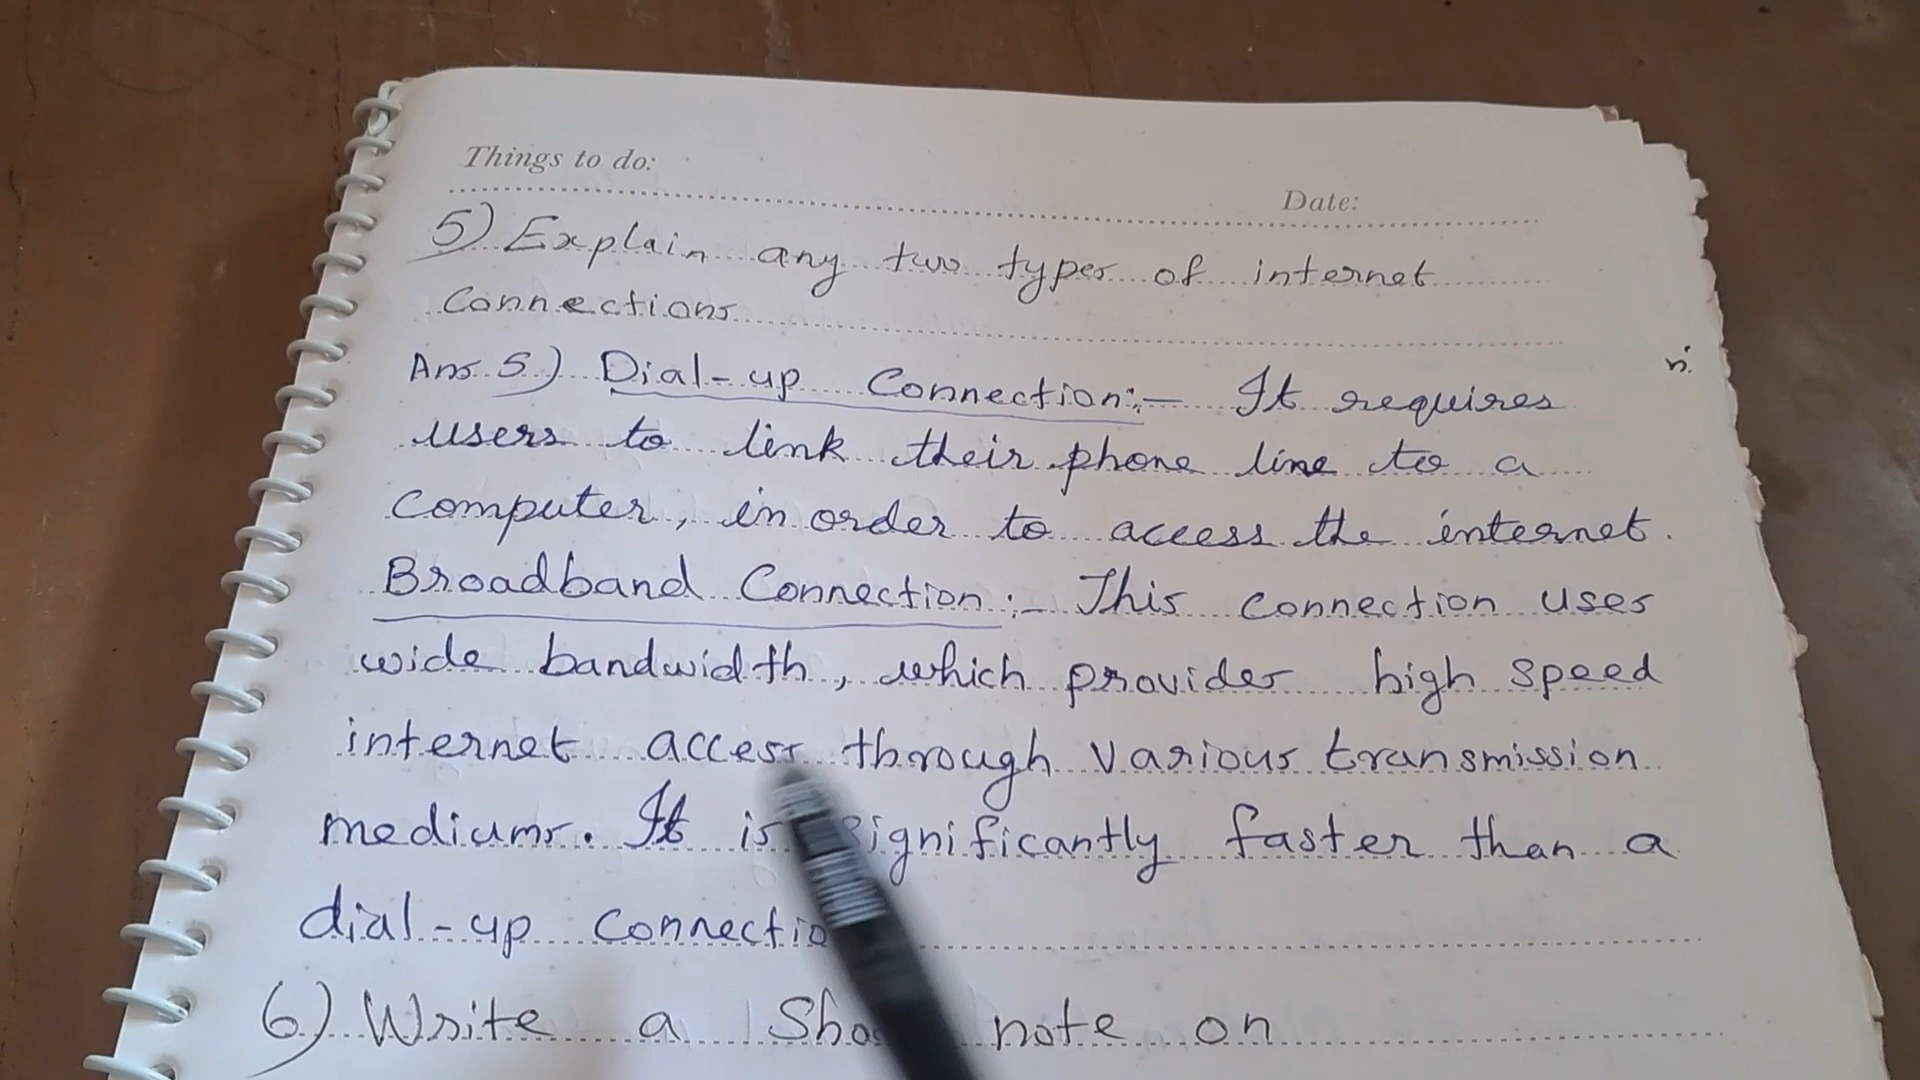 Things to do:
Date:
5) Explain any two types of internet
Connections
Ans 5) Dial-up Connection:- It requires
users to link their phone line to a
computer, in order to access the internet.
Broadband Connection:- This connection uses
wide bandwidth, which provides high speed
internet access through various transmission
mediums. It is significantly faster than a
dial-up connectio
6) Write a Sho note on